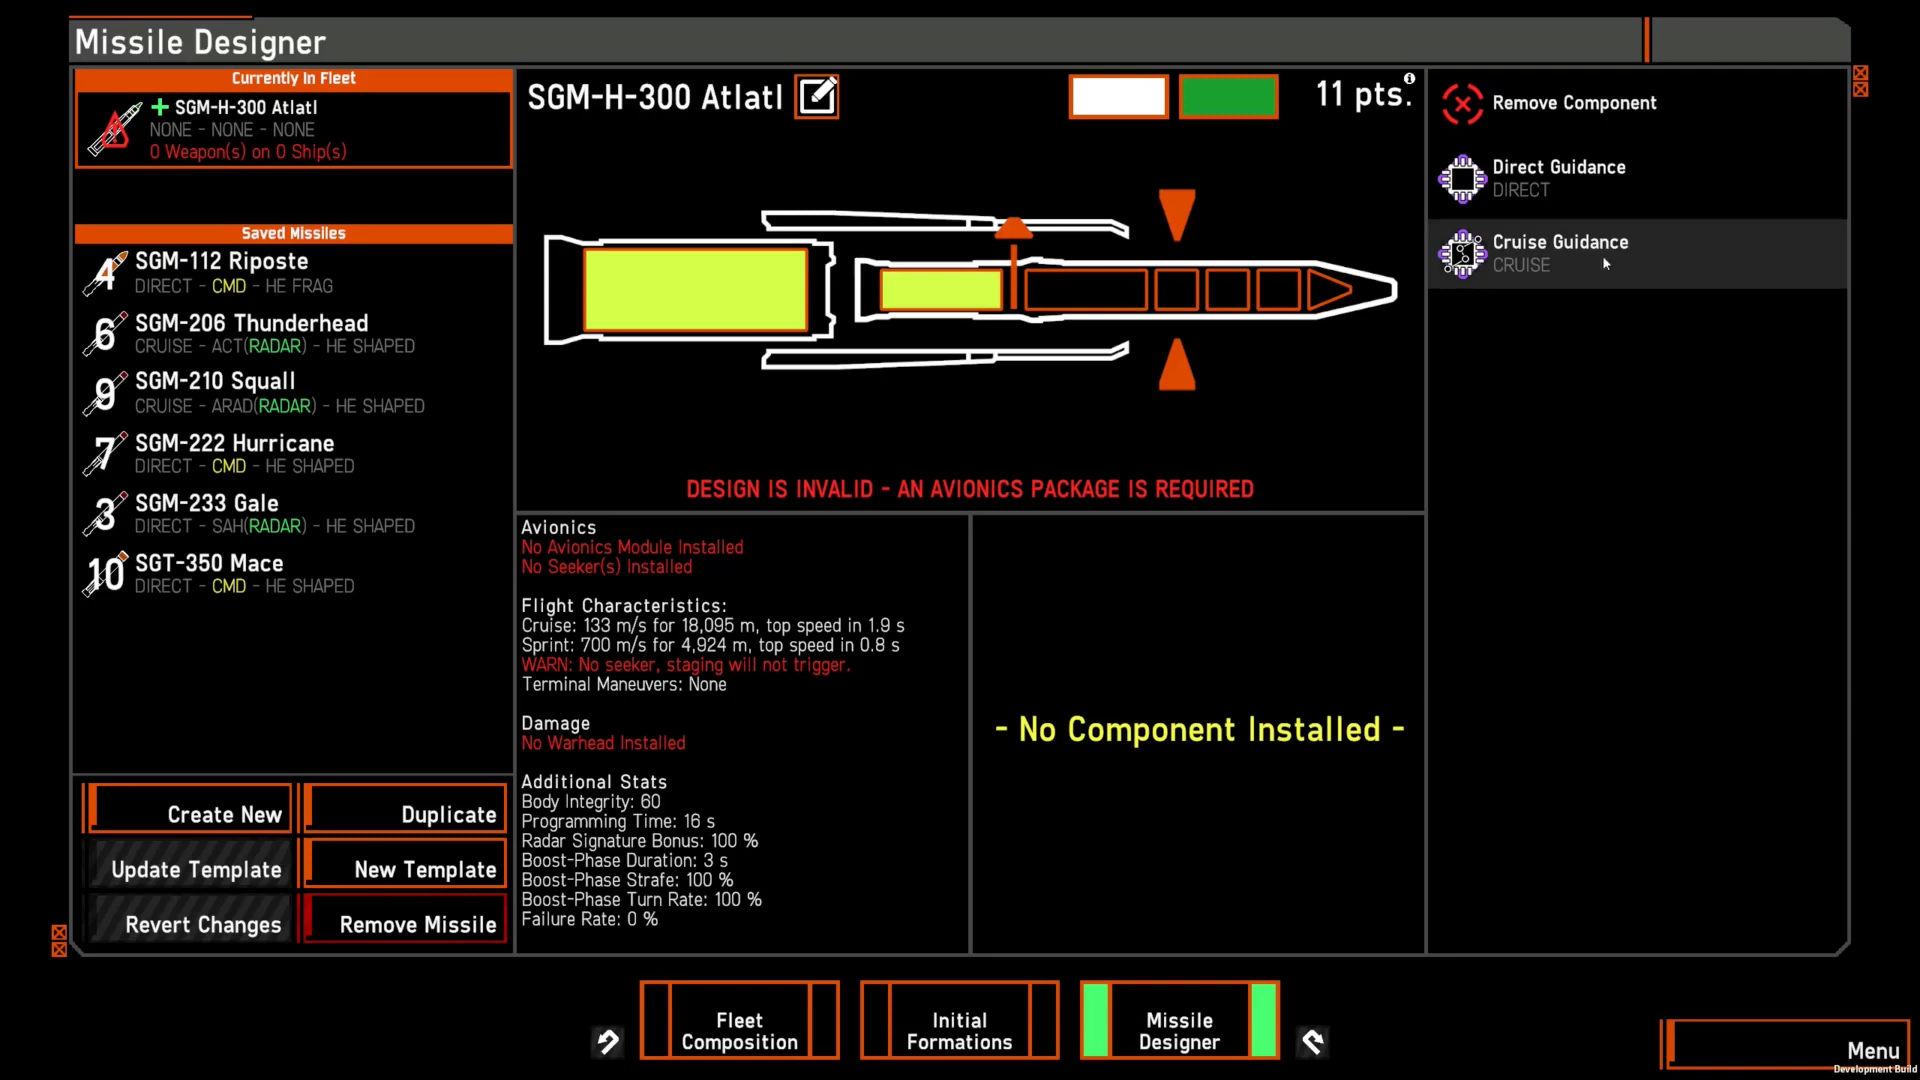 Missile Designer
Currently In Fleet
SGM-H-300 Atlatl
NONE - NONE - NONE
0 Weapon(s) on 0 Ship(s)
Saved Missiles
4
SGM-112 Riposte
DIRECT - CMD - HE FRAG
6
SGM-206 Thunderhead
CRUISE - ACT(RADAR) - HE SHAPED
9
SGM-210 Squall
CRUISE - ARAD(RADAR) - HE SHAPED
7
SGM-222 Hurricane
DIRECT - CMD - HE SHAPED
3
SGM-233 Gale
DIRECT - SAH(RADAR) - HE SHAPED
10
SGT-350 Mace
DIRECT - CMD - HE SHAPED
Create New
Duplicate
Update Template
New Template
Revert Changes
Remove Missile
SGM-H-300 Atlatl
11 pts.
DESIGN IS INVALID - AN AVIONICS PACKAGE IS REQUIRED
Avionics
No Avionics Module Installed
No Seeker(s) Installed
Flight Characteristics:
Cruise: 133 m/s for 18,095 m, top speed in 1.9 s
Sprint: 700 m/s for 4,924 m, top speed in 0.8 s
WARN: No seeker, staging will not trigger.
Terminal Maneuvers: None
Damage
No Warhead Installed
Additional Stats
Body Integrity: 60
Programming Time: 16 s
Radar Signature Bonus: 100 %
Boost-Phase Duration: 3 s
Boost-Phase Strafe: 100 %
Boost-Phase Turn Rate: 100 %
Failure Rate: 0 %
- No Component Installed -
Remove Component
Direct Guidance
DIRECT
Cruise Guidance
CRUISE
Fleet
Composition
Initial
Formations
Missile
Designer
Menu
Development Build